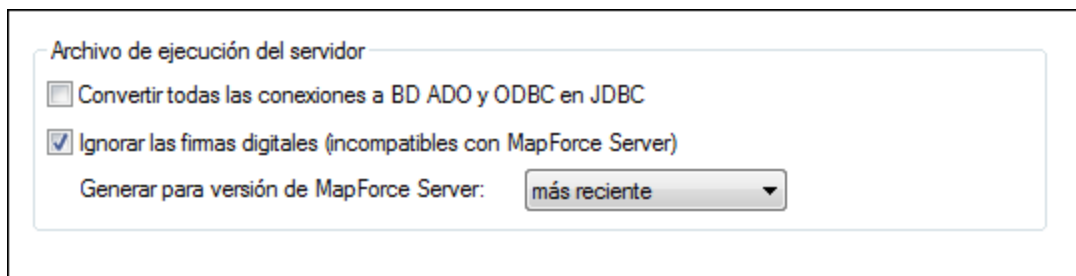 Archivo de ejecución del servidor
Convertir todas las conexiones a BD ADO y ODBC en JDBC
Ignorar las firmas digitales (incompatibles con MapForce Server)
Generar para versión de MapForce Server: más reciente